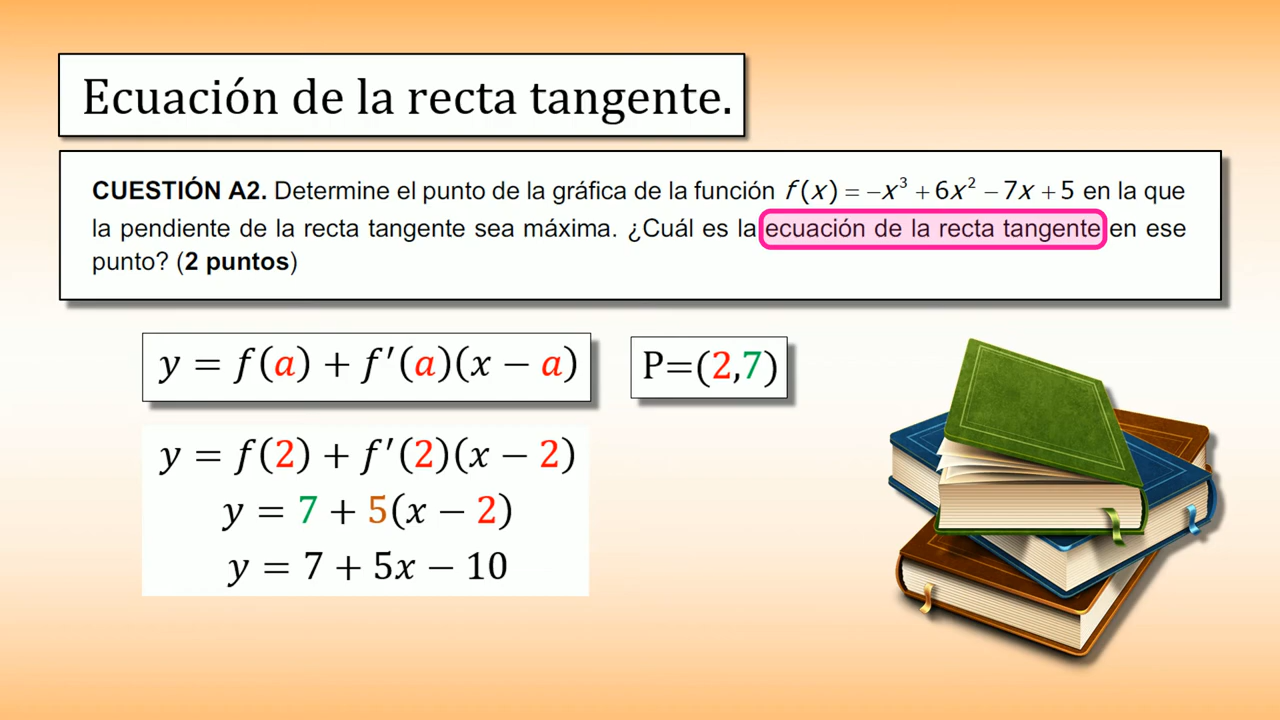 Ecuación de la recta tangente.
CUESTIÓN A2. Determine el punto de la gráfica de la función f(x) = −x³ + 6x² − 7x + 5 en la que
la pendiente de la recta tangente sea máxima. ¿Cuál es la ecuación de la recta tangente en ese
punto? (2 puntos)
y = f(a) + f′(a)(x − a)
P=(2,7)
y = f(2) + f′(2)(x − 2)
y = 7 + 5(x − 2)
y = 7 + 5x − 10